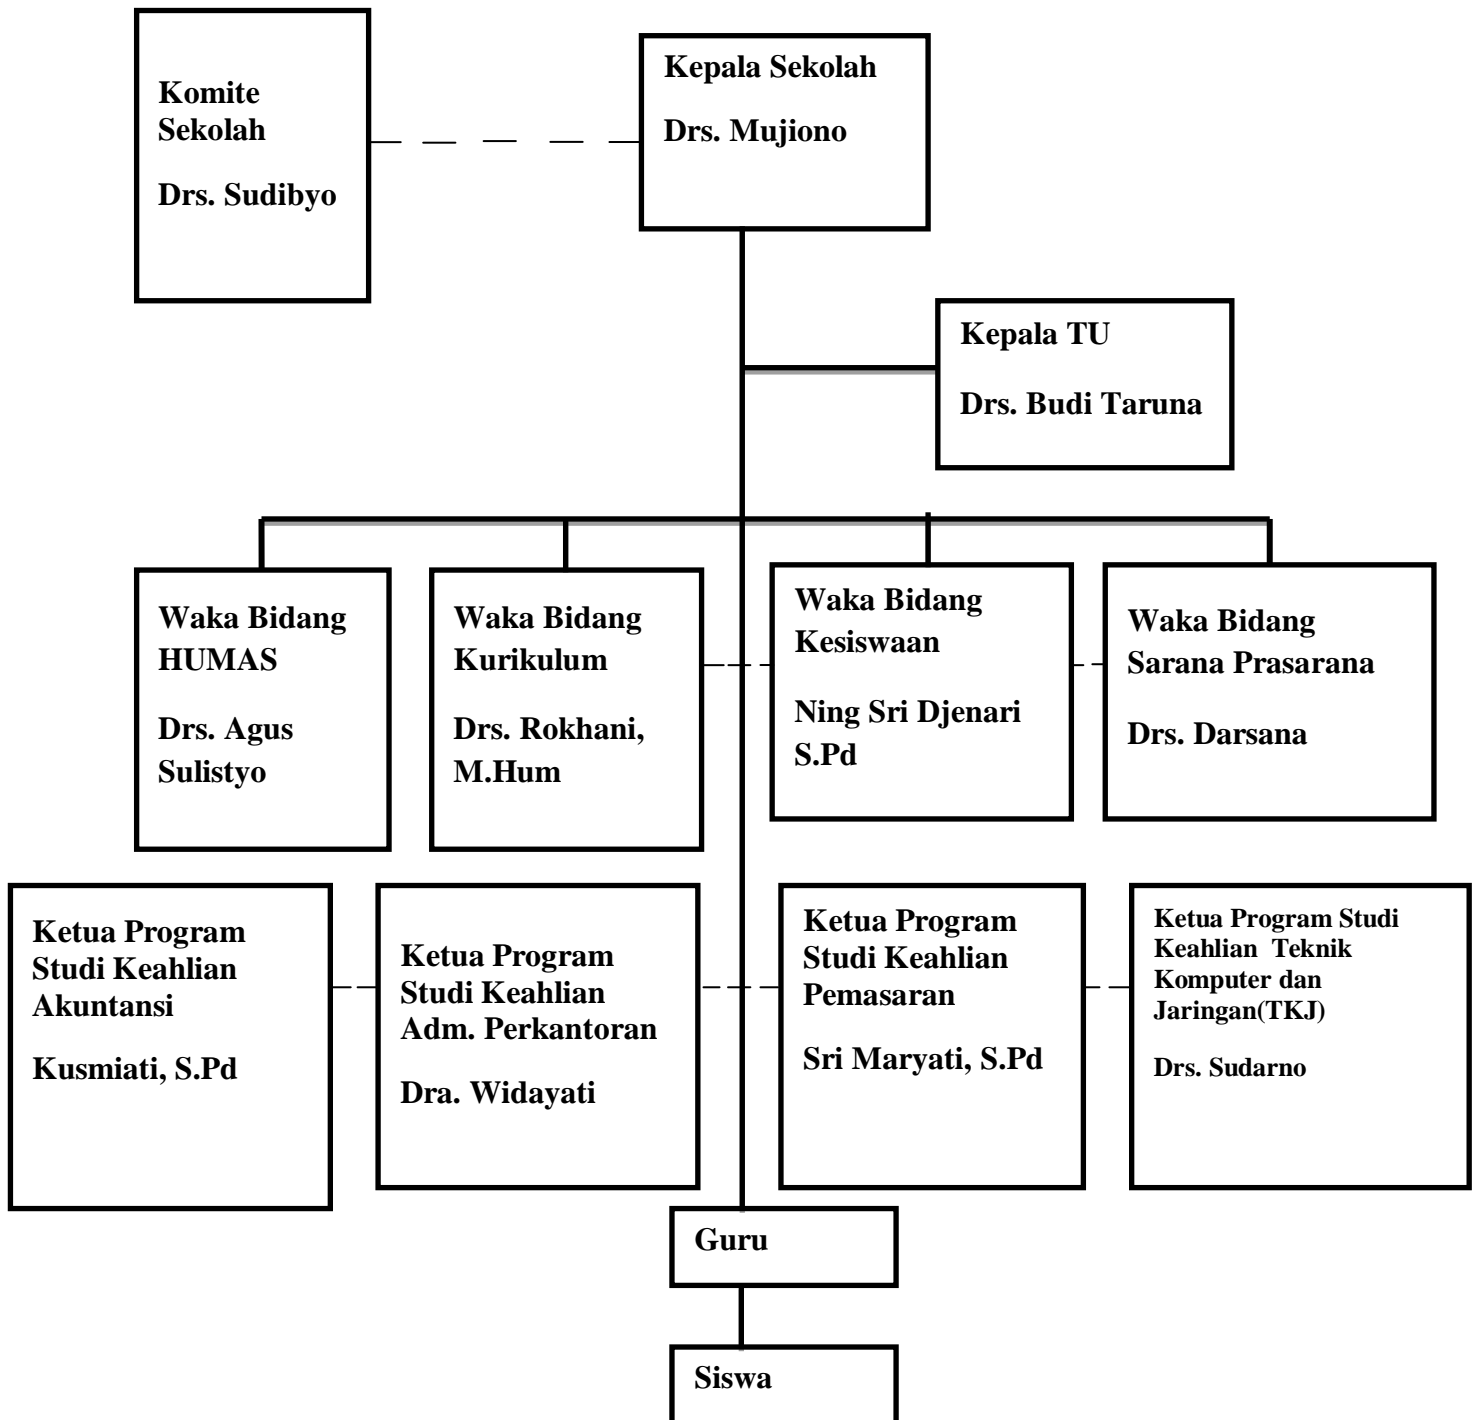 Komite
Sekolah
Drs. Sudibyo
Kepala Sekolah
Drs. Mujiono
Kepala TU
Drs. Budi Taruna
Waka Bidang
HUMAS
Drs. Agus
Sulistyo
Waka Bidang
Kurikulum
Drs. Rokhani,
M.Hum
Waka Bidang
Kesiswaan
Ning Sri Djenari
S.Pd
Waka Bidang
Sarana Prasarana
Drs. Darsana
Ketua Program
Studi Keahlian
Akuntansi
Kusmiati, S.Pd
Ketua Program
Studi Keahlian
Adm. Perkantoran
Dra. Widayati
Ketua Program
Studi Keahlian
Pemasaran
Sri Maryati, S.Pd
Ketua Program Studi
Keahlian  Teknik
Komputer dan
Jaringan(TKJ)
Drs. Sudarno
Guru
Siswa